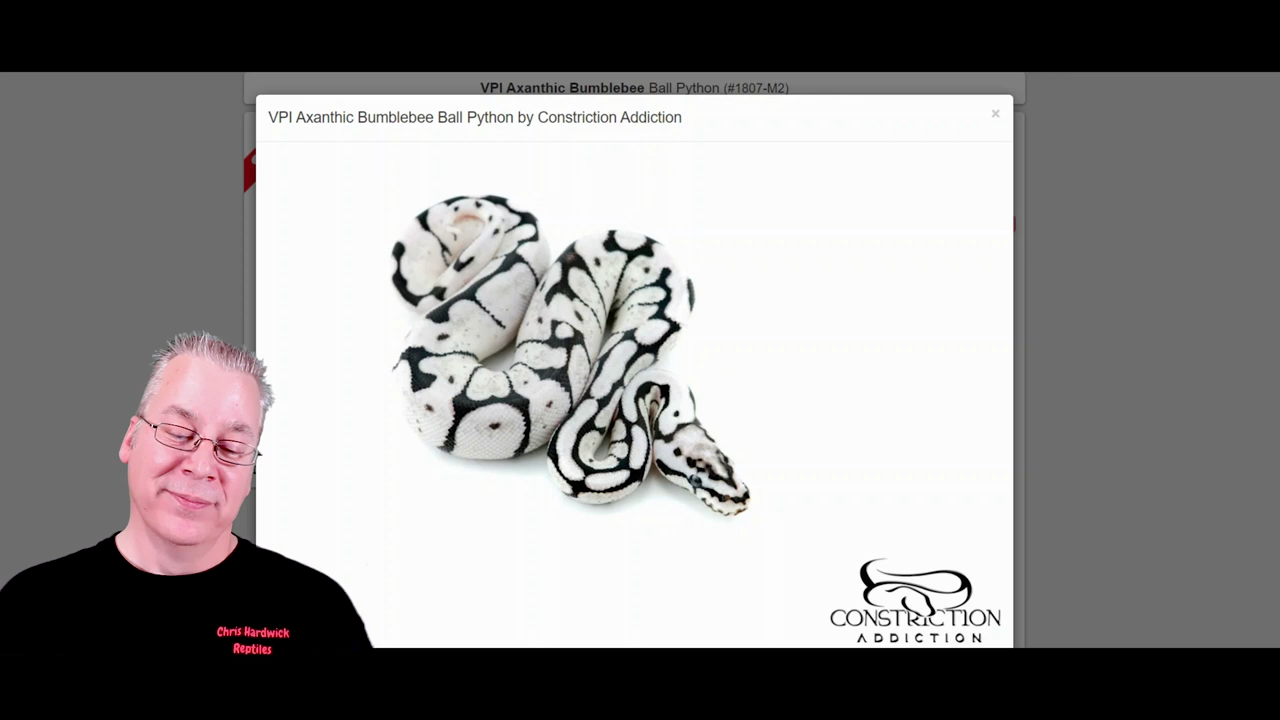 VPI Axanthic Bumblebee Ball Python (#1807-M2)
VPI Axanthic Bumblebee Ball Python by Constriction Addiction
×
Chris Hardwick
Reptiles
CONSTRICTION
ADDICTION